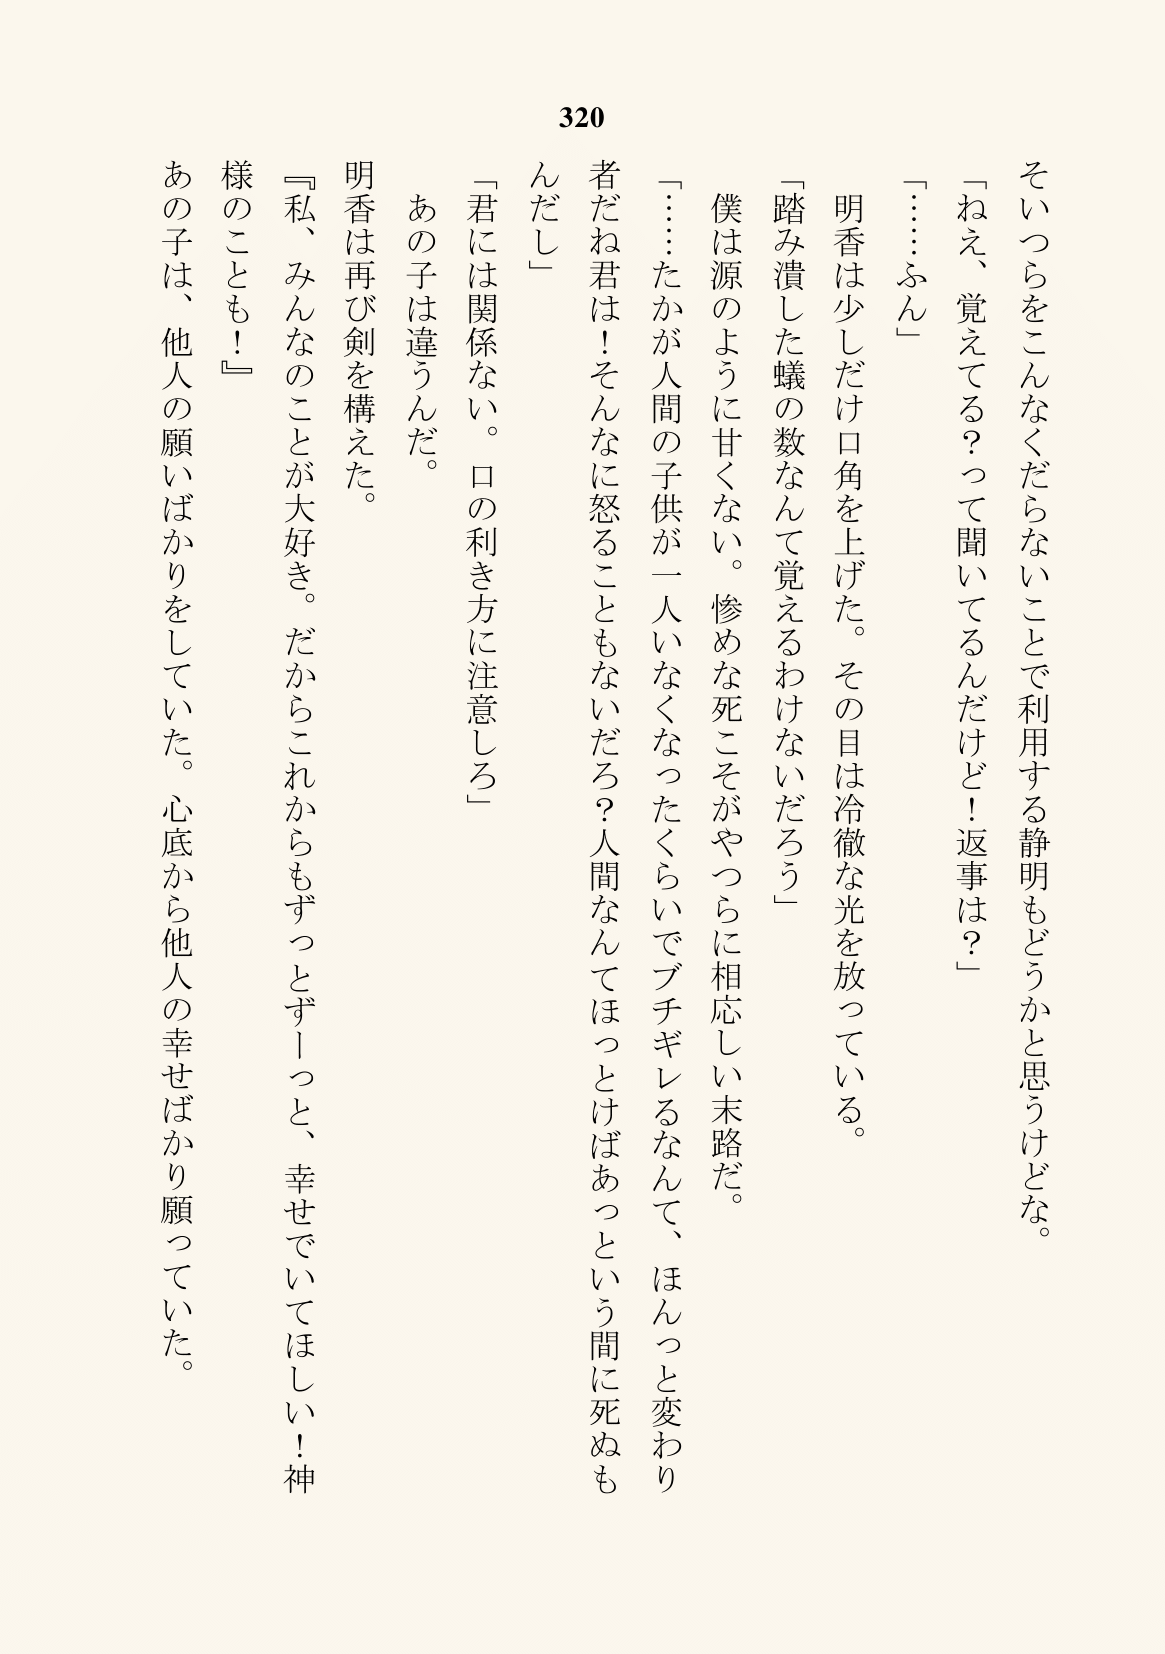 320
そいつらをこんなくだらないことで利用する静明もどうかと思うけどな。
「ねえ、覚えてる？って聞いてるんだけど！返事は？」
「……ふん」
　明香は少しだけ口角を上げた。その目は冷徹な光を放っている。
「踏み潰した蟻の数なんて覚えるわけないだろう」
　僕は源のように甘くない。惨めな死こそがやつらに相応しい末路だ。
「……たかが人間の子供が一人いなくなったくらいでブチギレるなんて、ほんっと変わり
者だね君は！そんなに怒ることもないだろ？人間なんてほっとけばあっという間に死ぬも
んだし」
「君には関係ない。口の利き方に注意しろ」
　あの子は違うんだ。
明香は再び剣を構えた。
『私、みんなのことが大好き。だからこれからもずっとずーっと、幸せでいてほしい！神
様のことも！』
あの子は、他人の願いばかりをしていた。心底から他人の幸せばかり願っていた。